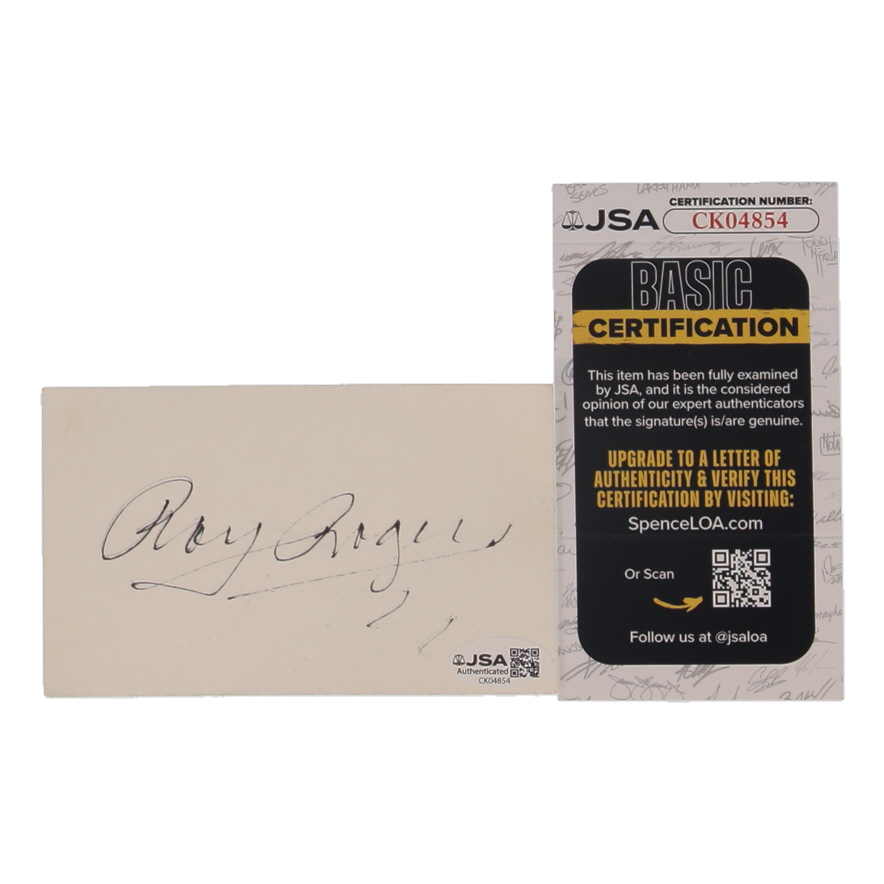 Roy Rogers
JSA
Authenticated
CK04854
JSA
CERTIFICATION NUMBER:
CK04854
BASIC
CERTIFICATION
This item has been fully examined
by JSA, and it is the considered
opinion of our expert authenticators
that the signature(s) is/are genuine.
UPGRADE TO A LETTER OF
AUTHENTICITY & VERIFY THIS
CERTIFICATION BY VISITING:
SpenceLOA.com
Or Scan
Follow us at @jsaloa